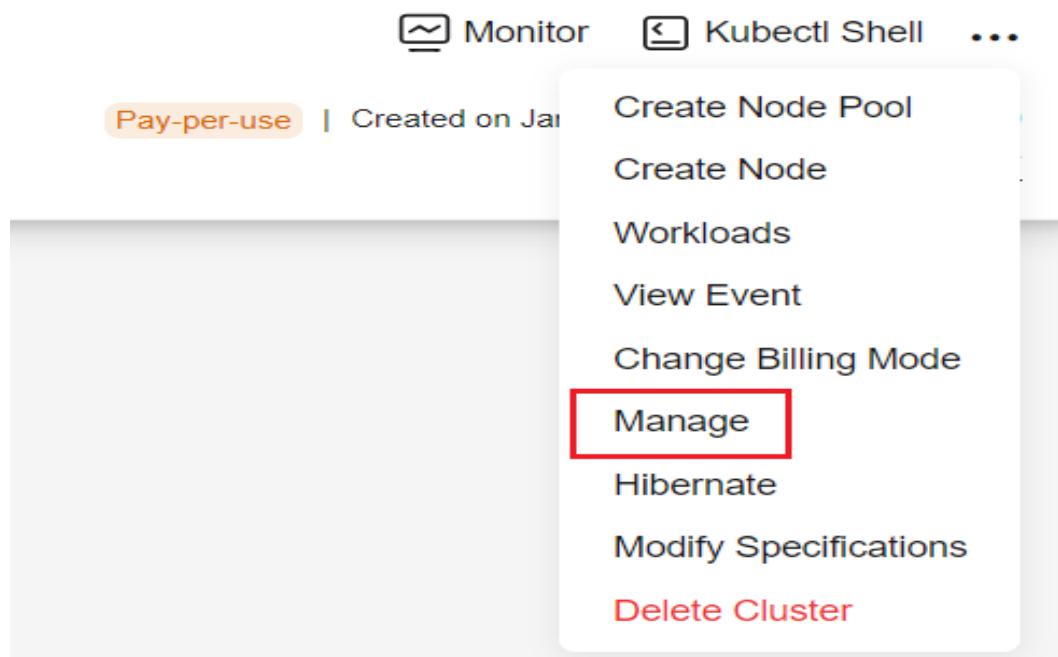 Monitor Kubectl Shell ...
Pay-per-use | Created on
Create Node Pool
Create Node
Workloads
View Event
Change Billing Mode
Manage
Hibernate
Modify Specifications
Delete Cluster